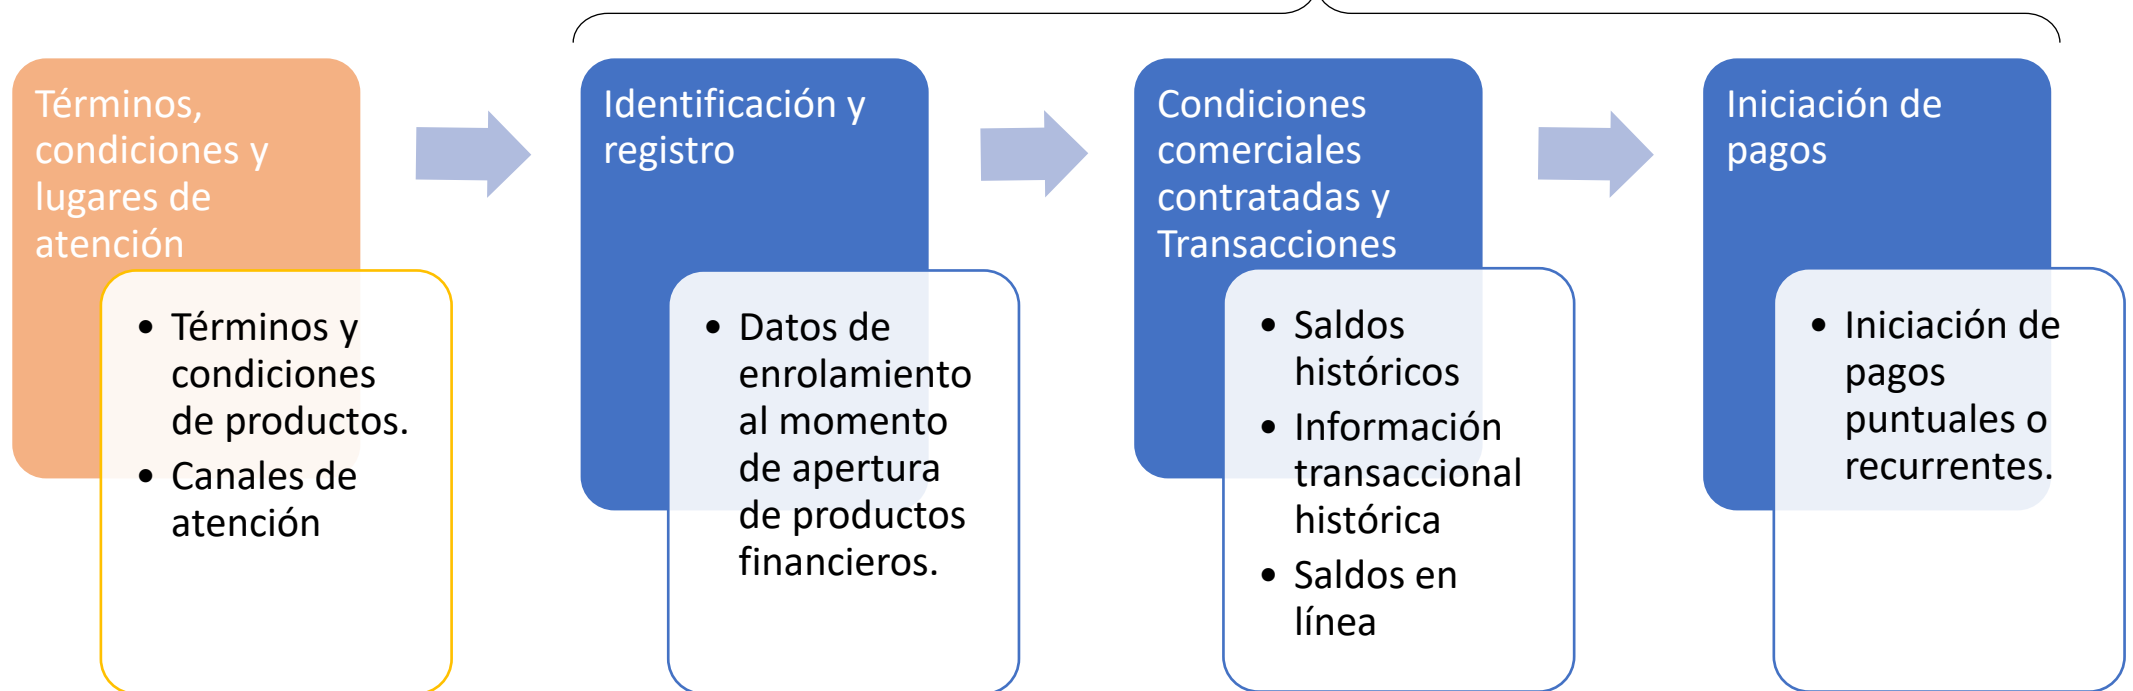 Términos,
condiciones y
lugares de
atención
• Términos y
condiciones
de productos.
• Canales de
atención
Identificación y
registro
• Datos de
enrolamiento
al momento
de apertura
de productos
financieros.
Condiciones
comerciales
contratadas y
Transacciones
• Saldos
históricos
• Información
transaccional
histórica
• Saldos en
línea
Iniciación de
pagos
• Iniciación de
pagos
puntuales o
recurrentes.